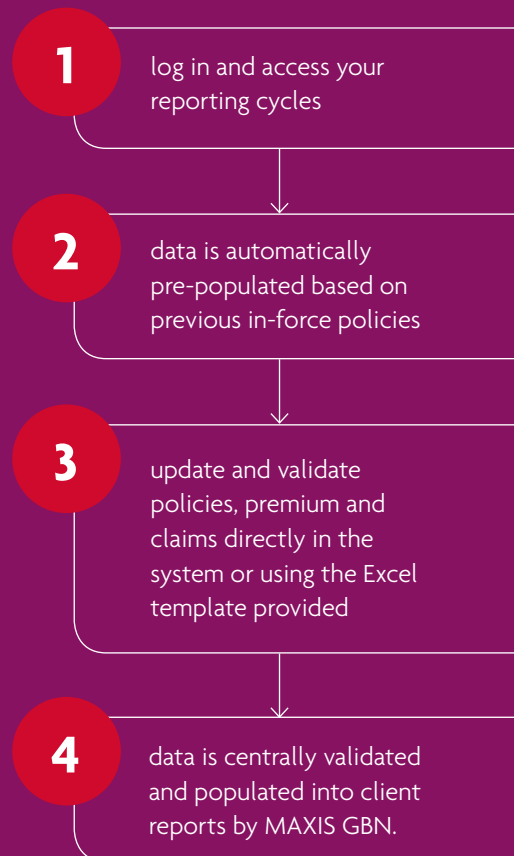 1
log in and access your
reporting cycles
2
data is automatically
pre-populated based on
previous in-force policies
3
update and validate
policies, premium and
claims directly in the
system or using the Excel
template provided
4
data is centrally validated
and populated into client
reports by MAXIS GBN.